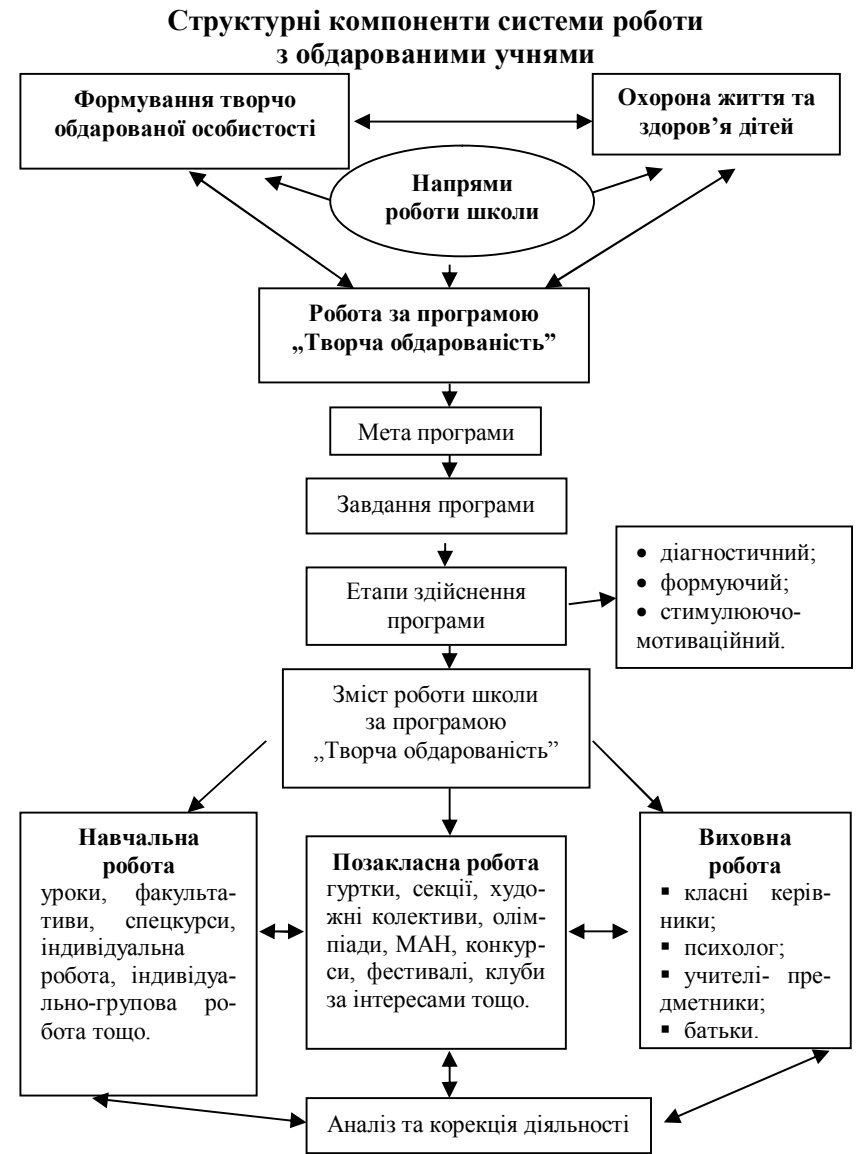 Структурні компоненти системи роботи
з обдарованими учнями
Формування творчо
обдарованої особистості
Охорона життя та
здоров’я дітей
Напрями
роботи школи
Робота за програмою
„Творча обдарованість”
Мета програми
Завдання програми
Етапи здійснення
програми
• діагностичний;
• формуючий;
• стимулюючо-
мотиваційний.
Зміст роботи школи
за програмою
„Творча обдарованість”
Навчальна
робота
уроки, факульта-
тиви, спецкурси,
індивідуальна
робота, індивідуа-
льно-групова ро-
бота тощо.
Позакласна робота
гуртки, секції, худо-
жні колективи, олім-
піади, МАН, конкур-
си, фестивалі, клуби
за інтересами тощо.
Виховна
робота
▪ класні керів-
ники;
▪ психолог;
▪ учителі- пре-
дметники;
▪ батьки.
Аналіз та корекція діяльності